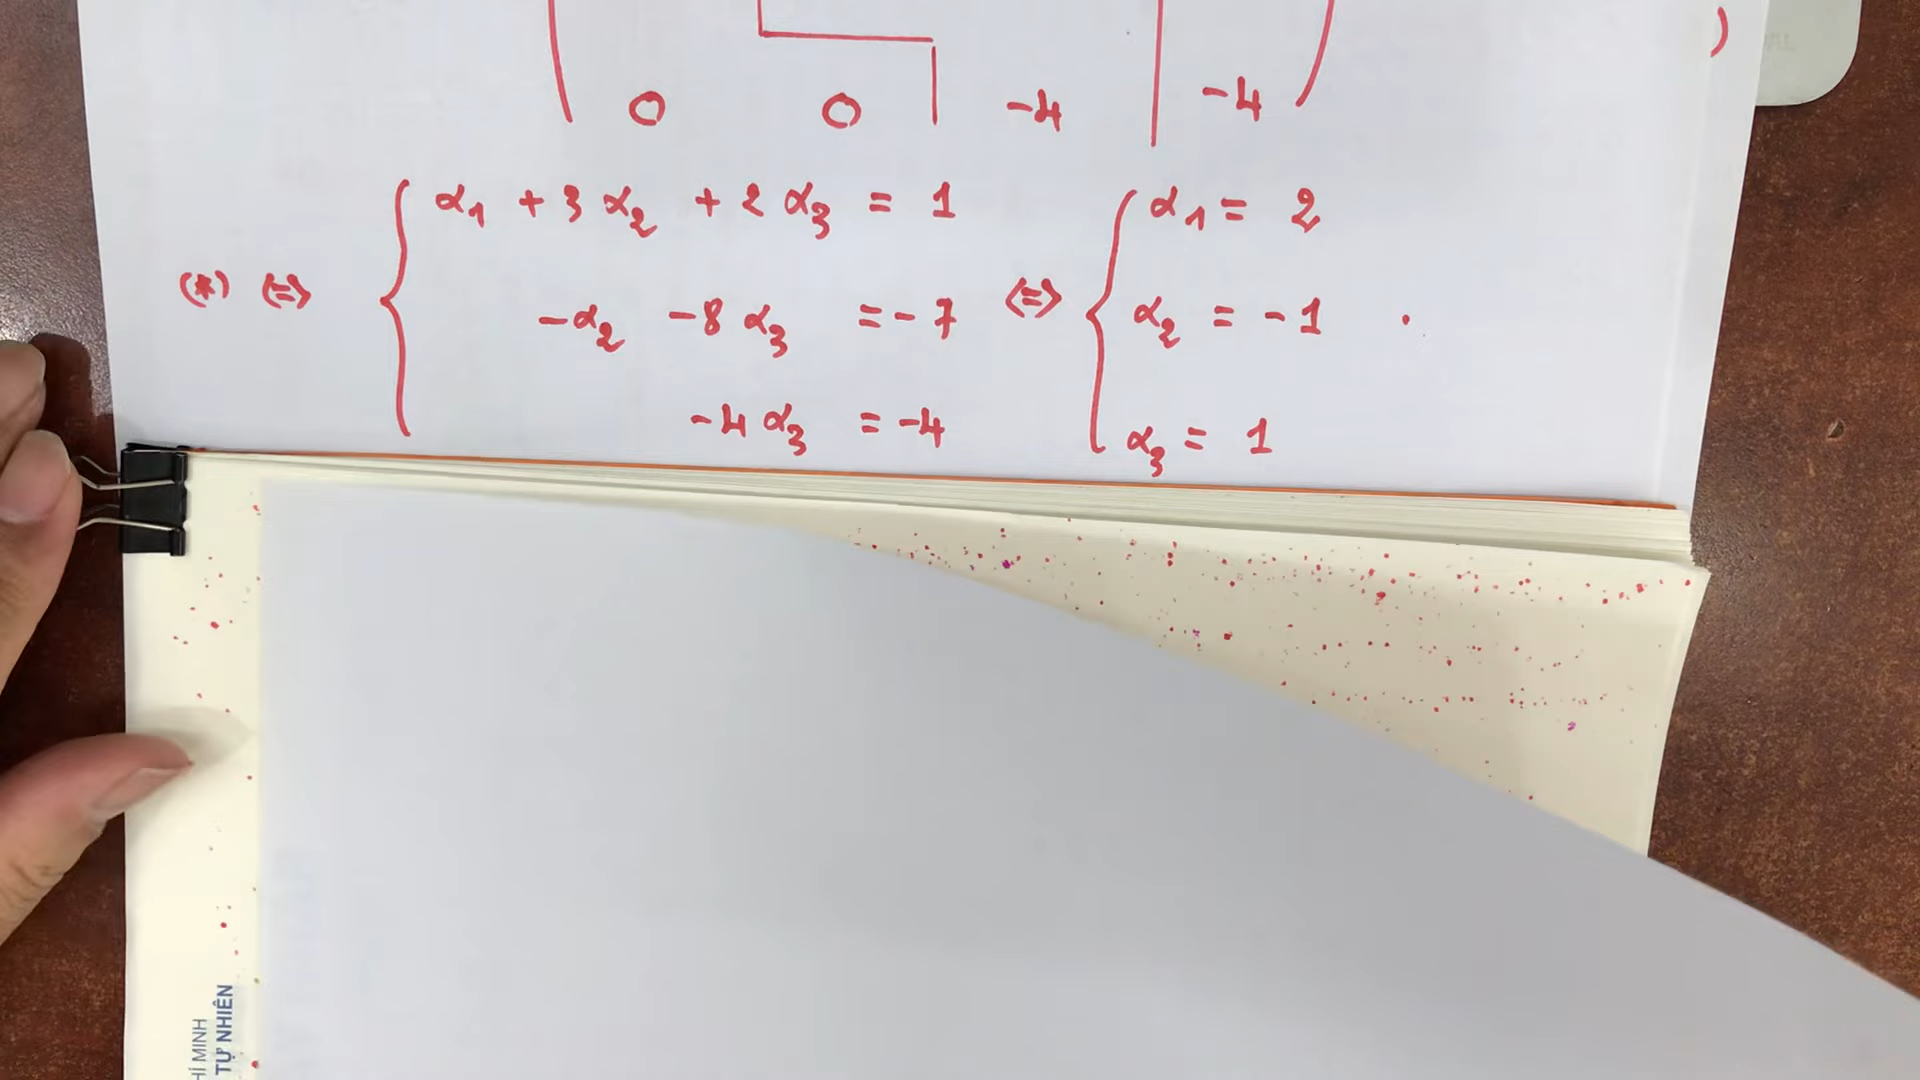 )
0 0 -4 | -4
(*) ⇔ { α₁ + 3α₂ + 2α₃ = 1
-α₂ -8α₃ = -7
-4α₃ = -4
⇔ { α₁ = 2
α₂ = -1 .
α₃ = 1
HÍ MINH
TỰ NHIÊN